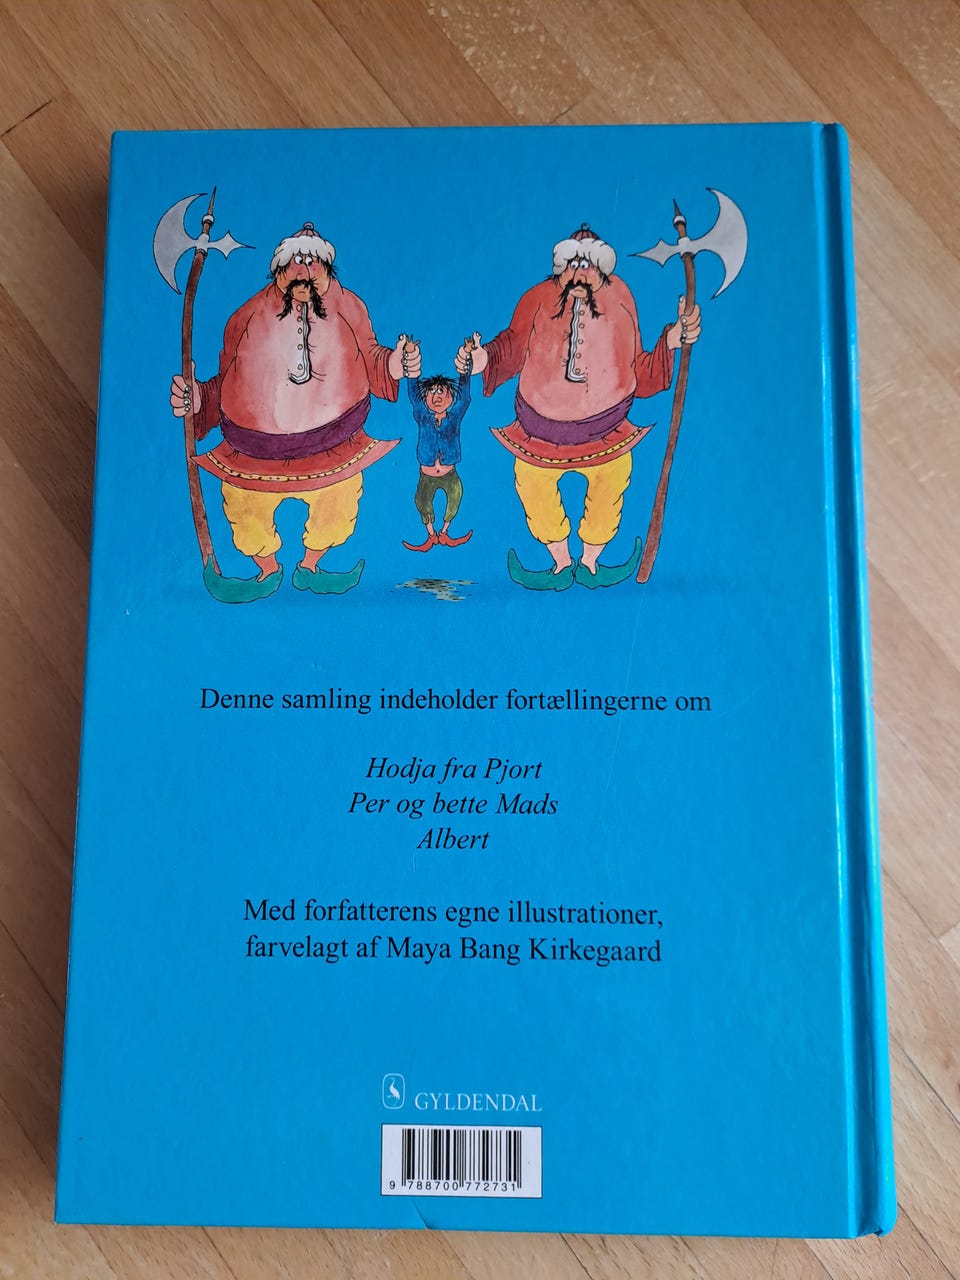 Denne samling indeholder fortællingerne om
Hodja fra Pjort
Per og bette Mads
Albert
Med forfatterens egne illustrationer,
farvelagt af Maya Bang Kirkegaard
GYLDENDAL
9 788700 772731